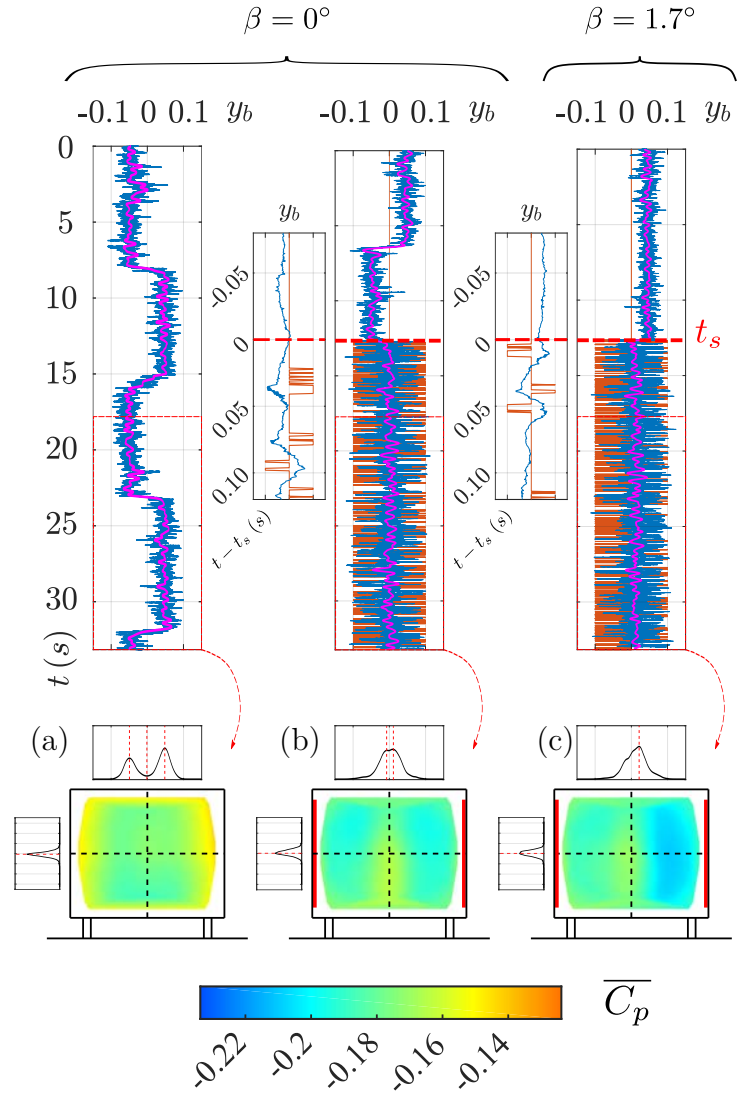 β = 0° β = 1.7°
-0.1 0 0.1 y_b -0.1 0 0.1 y_b -0.1 0 0.1 y_b
0
5
10
15
20
25
30
t (s)
y_b
-0.05
0
0.05
0.10
t − t_s (s)
y_b
-0.05
0
0.05
0.10
t − t_s (s)
t_s
(a) (b) (c)
-0.22 -0.2 -0.18 -0.16 -0.14
\overline{C_p}